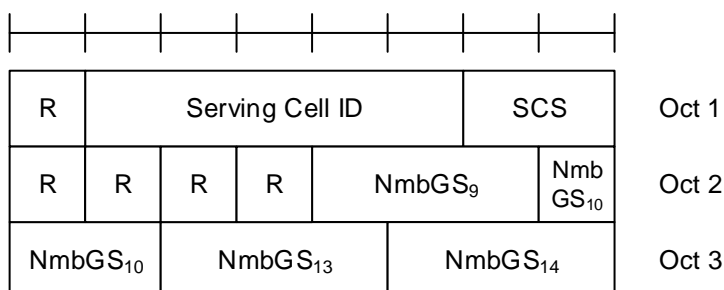 R Serving Cell ID SCS Oct 1
R R R R NmbGS₉ Nmb GS₁₀ Oct 2
NmbGS₁₀ NmbGS₁₃ NmbGS₁₄ Oct 3